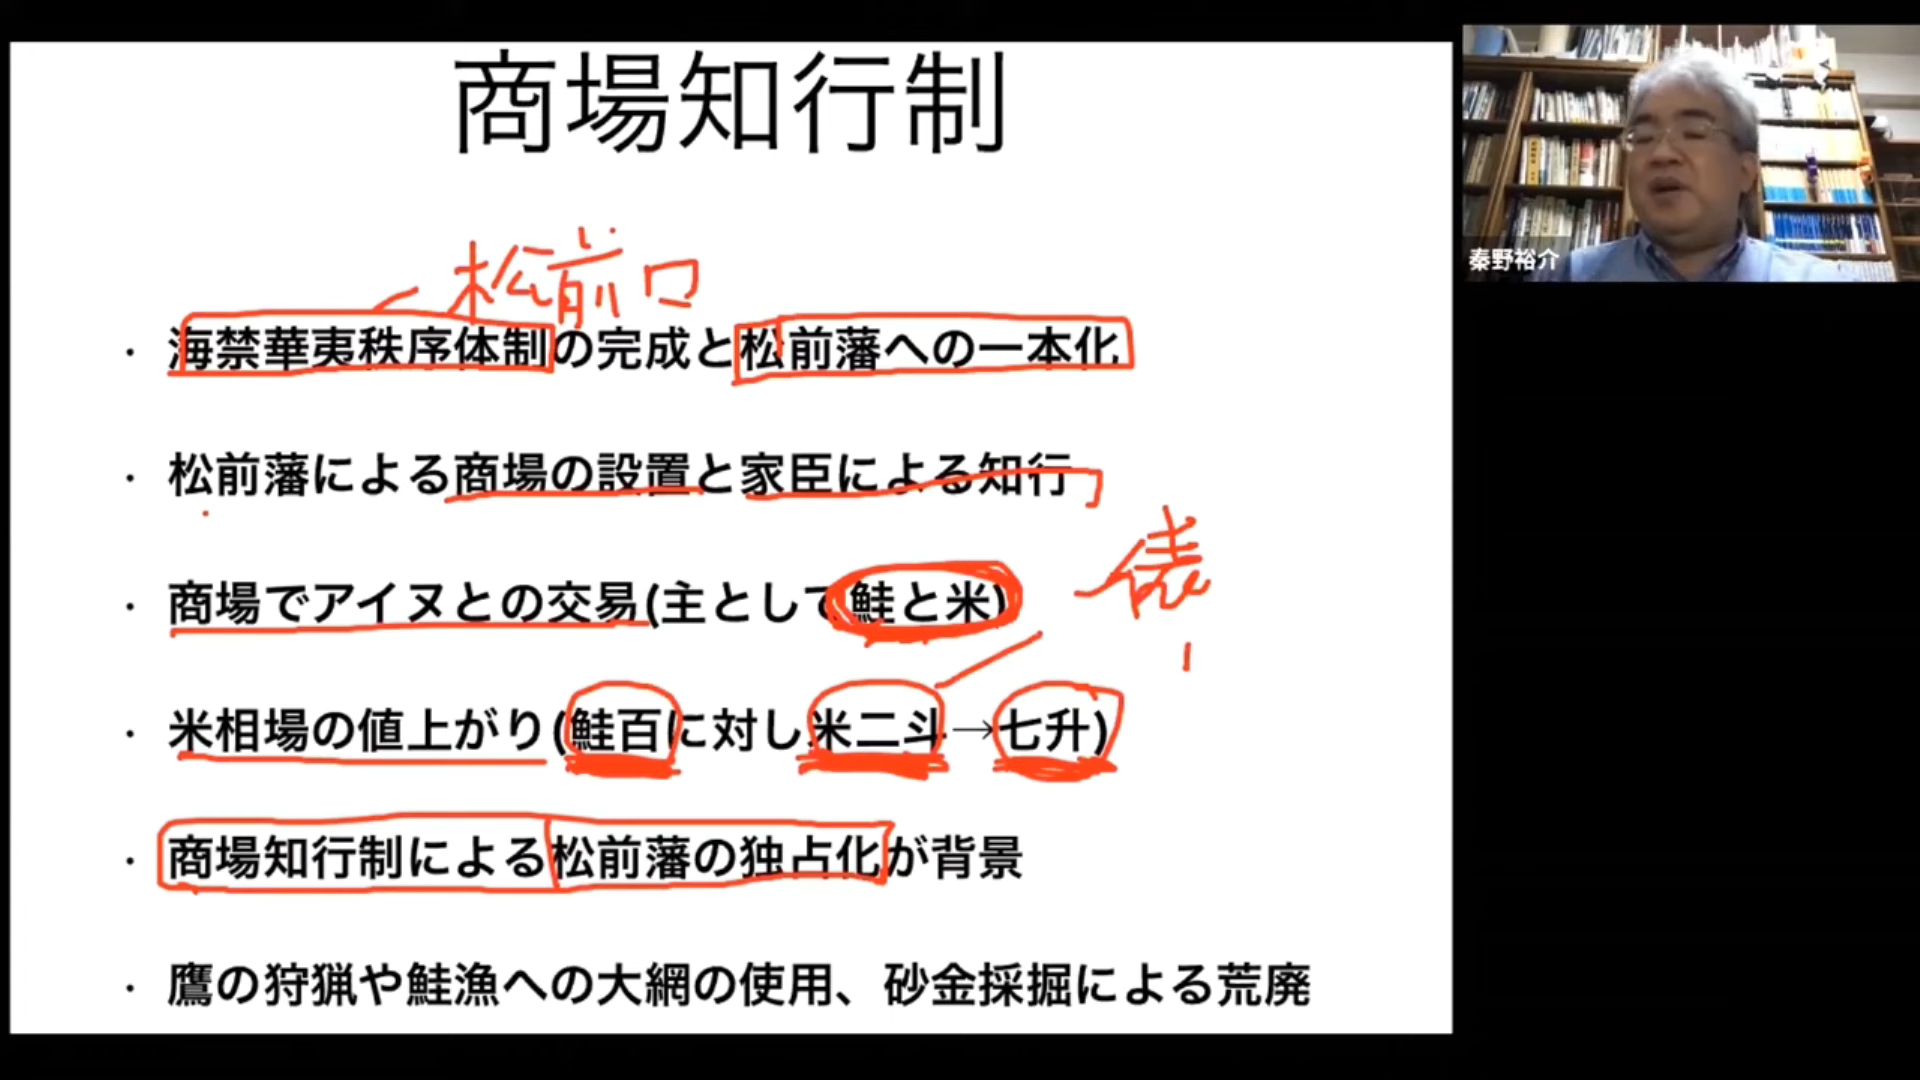 商場知行制
松前口
・海禁華夷秩序体制の完成と松前藩への一本化
・松前藩による商場の設置と家臣による知行
俵
・商場でアイヌとの交易(主として鮭と米)
・米相場の値上がり(鮭百に対し米二斗→七升)
・商場知行制による松前藩の独占化が背景
・鷹の狩猟や鮭漁への大網の使用、砂金採掘による荒廃
秦野裕介